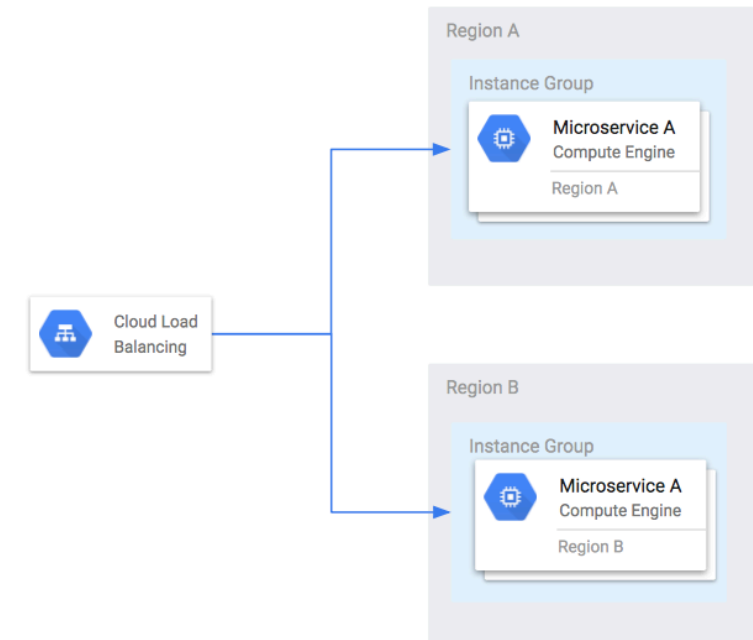 Region A
Instance Group
Microservice A
Compute Engine
Region A
Cloud Load
Balancing
Region B
Instance Group
Microservice A
Compute Engine
Region B